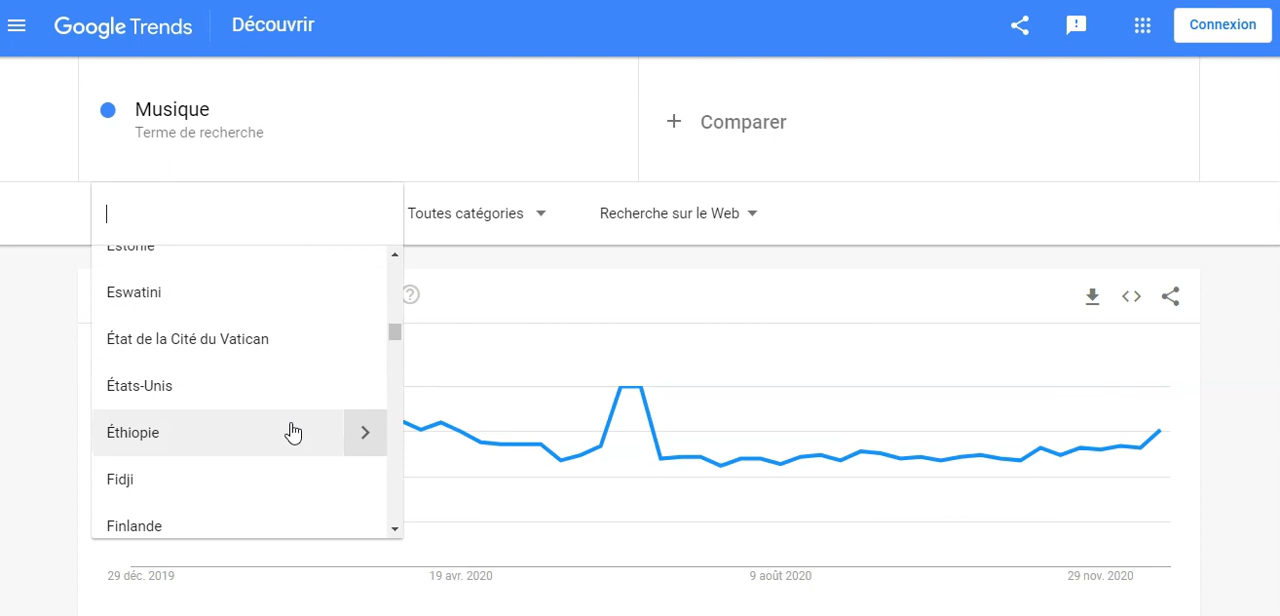 Google Trends Découvrir
Connexion
Musique
Terme de recherche
+ Comparer
Toutes catégories
Recherche sur le Web
Estonie
Eswatini
État de la Cité du Vatican
États-Unis
Éthiopie
Fidji
Finlande
29 déc. 2019
19 avr. 2020
9 août 2020
29 nov. 2020